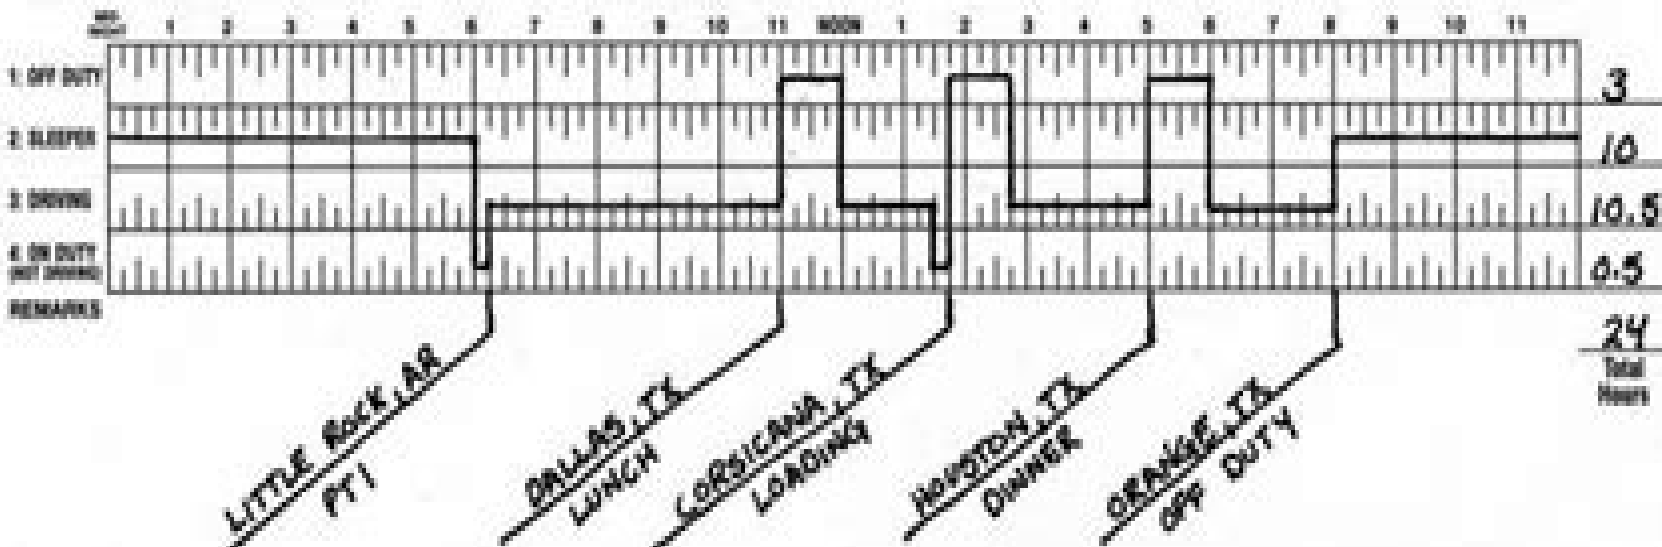 MID NIGHT 1 2 3 4 5 6 7 8 9 10 11 NOON 1 2 3 4 5 6 7 8 9 10 11
1: OFF DUTY 3
2: SLEEPER 10
3: DRIVING 10.5
4: ON DUTY (NOT DRIVING) 0.5
REMARKS
24
Total
Hours
LITTLE ROCK, AR
PTI
DALLAS, TX
LUNCH
CORSICANA, TX
LOADING
HOUSTON, TX
DINNER
ORANGE, TX
OFF DUTY